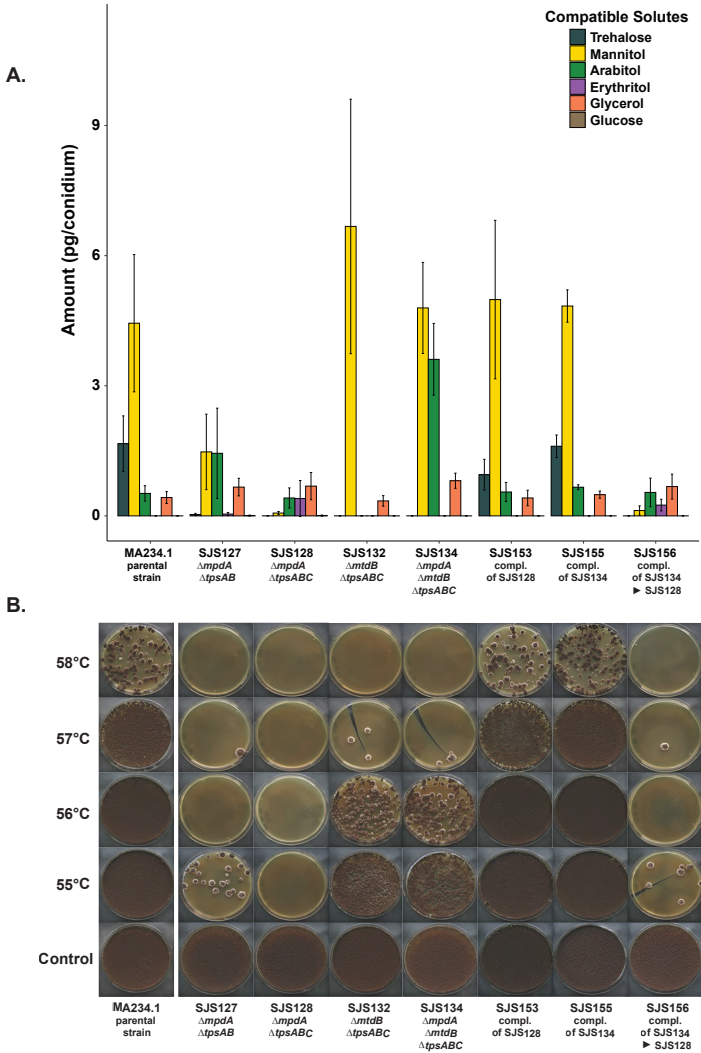 Compatible Solutes
Trehalose
Mannitol
Arabitol
Erythritol
Glycerol
Glucose
A.
Amount (pg/conidium)
9
6
3
0
MA234.1
parental
strain
SJS127
ΔmpdA
ΔtpsAB
SJS128
ΔmpdA
ΔtpsABC
SJS132
ΔmtdB
ΔtpsABC
SJS134
ΔmpdA
ΔmtdB
ΔtpsABC
SJS153
compl.
of SJS128
SJS155
compl.
of SJS134
SJS156
compl.
of SJS134
► SJS128
B.
58°C
57°C
56°C
55°C
Control
MA234.1
parental
strain
SJS127
ΔmpdA
ΔtpsAB
SJS128
ΔmpdA
ΔtpsABC
SJS132
ΔmtdB
ΔtpsABC
SJS134
ΔmpdA
ΔmtdB
ΔtpsABC
SJS153
compl.
of SJS128
SJS155
compl.
of SJS134
SJS156
compl.
of SJS134
► SJS128